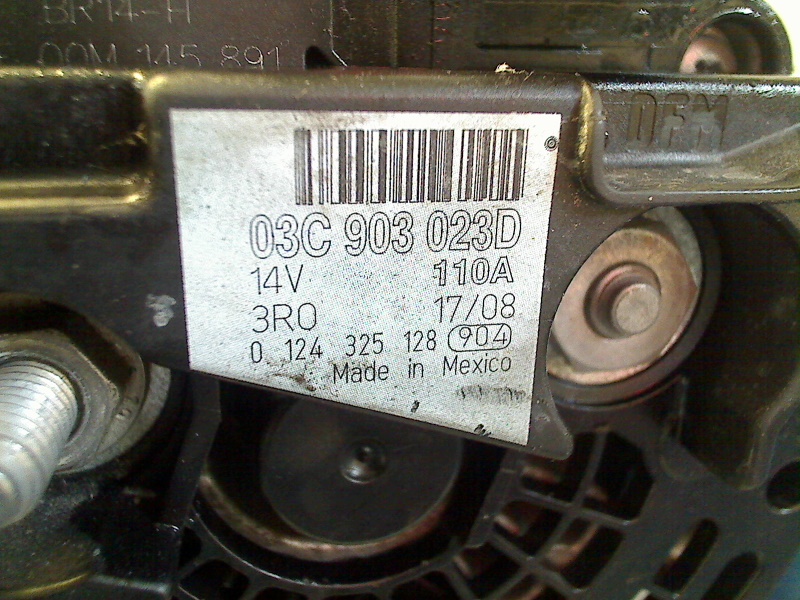 BR14-H
00M 145 891
DFM
03C 903 023D
14V 110A
3R0 17/08
0 124 325 128 904
Made in Mexico